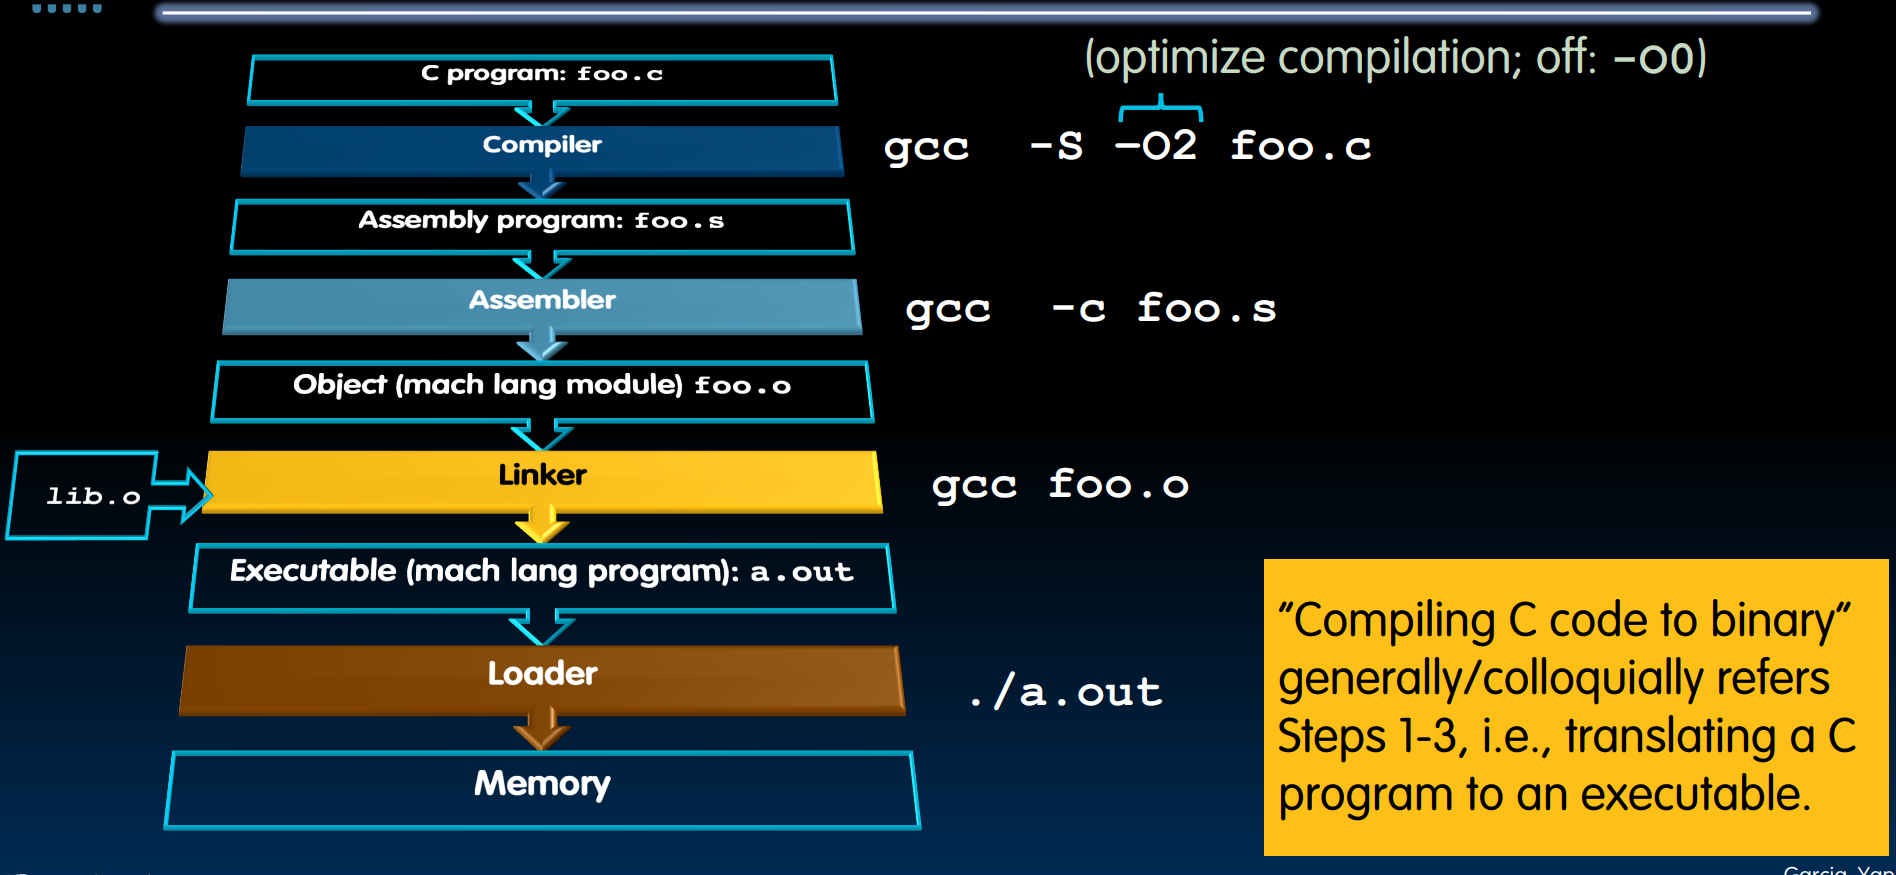 (optimize compilation; off: -O0)
C program: foo.c
Compiler
gcc -S -O2 foo.c
Assembly program: foo.s
Assembler
gcc -c foo.s
Object (mach lang module) foo.o
lib.o
Linker
gcc foo.o
Executable (mach lang program): a.out
Loader
./a.out
Memory
"Compiling C code to binary"
generally/colloquially refers
Steps 1-3, i.e., translating a C
program to an executable.
Garcia, Yan